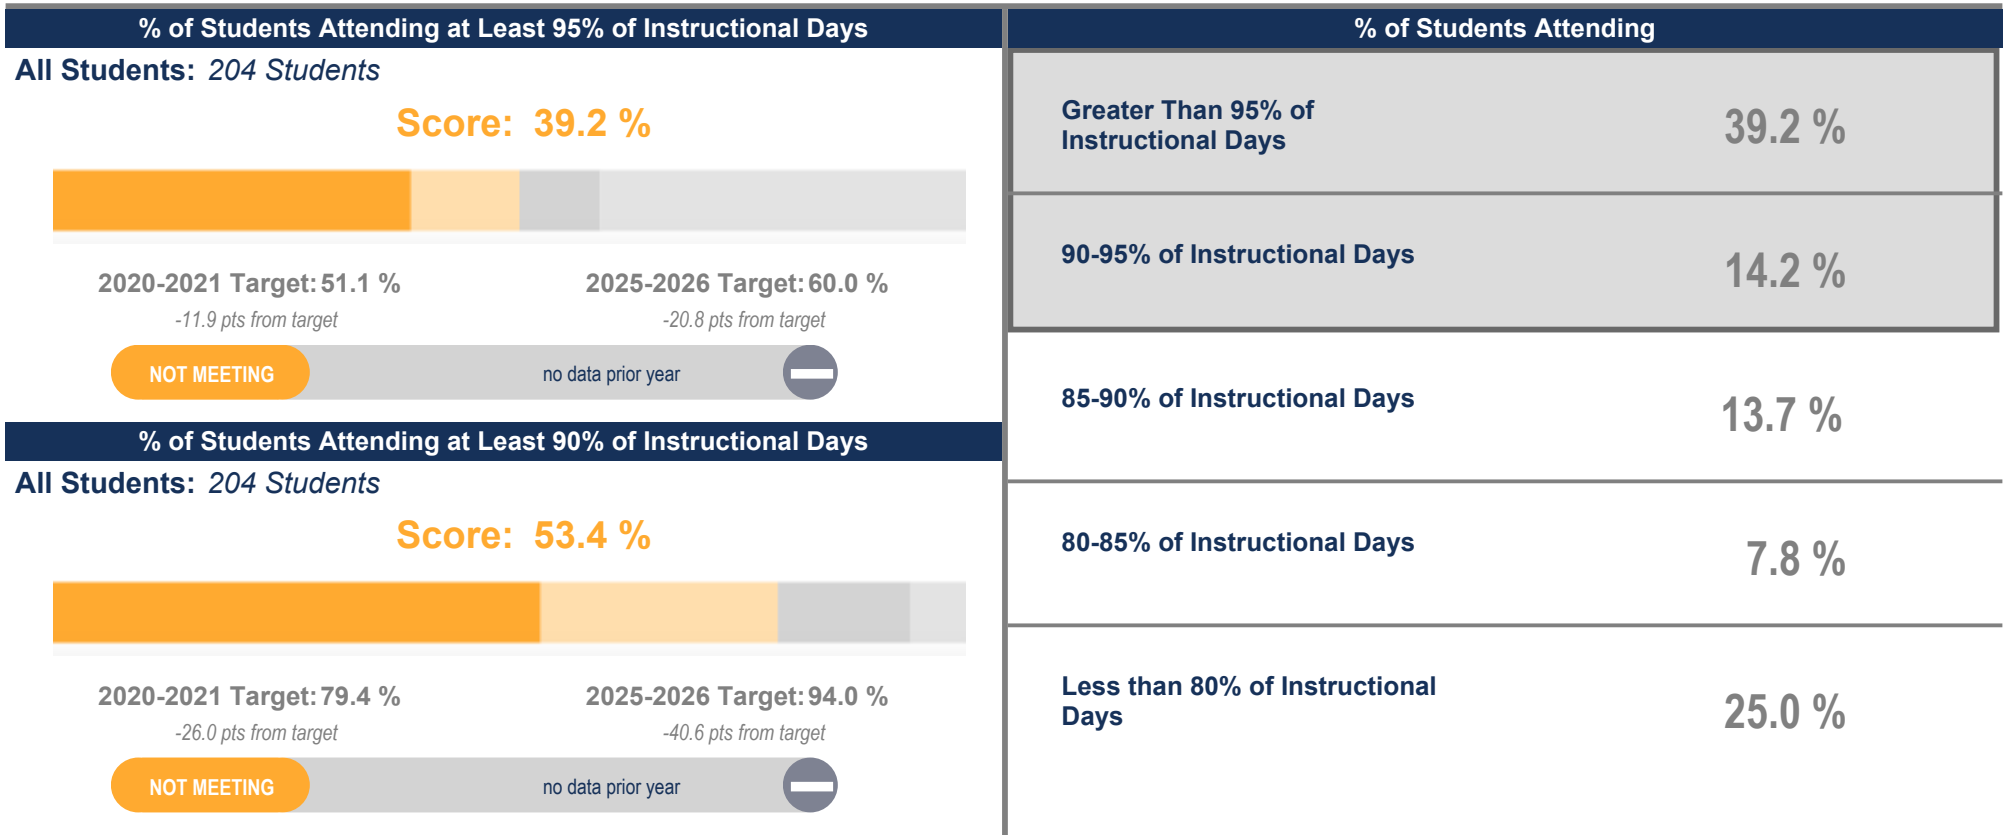 % of Students Attending at Least 95% of Instructional Days
All Students: 204 Students
Score: 39.2 %
2020-2021 Target: 51.1 %
-11.9 pts from target
2025-2026 Target: 60.0 %
-20.8 pts from target
NOT MEETING
no data prior year
% of Students Attending at Least 90% of Instructional Days
All Students: 204 Students
Score: 53.4 %
2020-2021 Target: 79.4 %
-26.0 pts from target
2025-2026 Target: 94.0 %
-40.6 pts from target
NOT MEETING
no data prior year
% of Students Attending
Greater Than 95% of
Instructional Days
39.2 %
90-95% of Instructional Days
14.2 %
85-90% of Instructional Days
13.7 %
80-85% of Instructional Days
7.8 %
Less than 80% of Instructional
Days
25.0 %